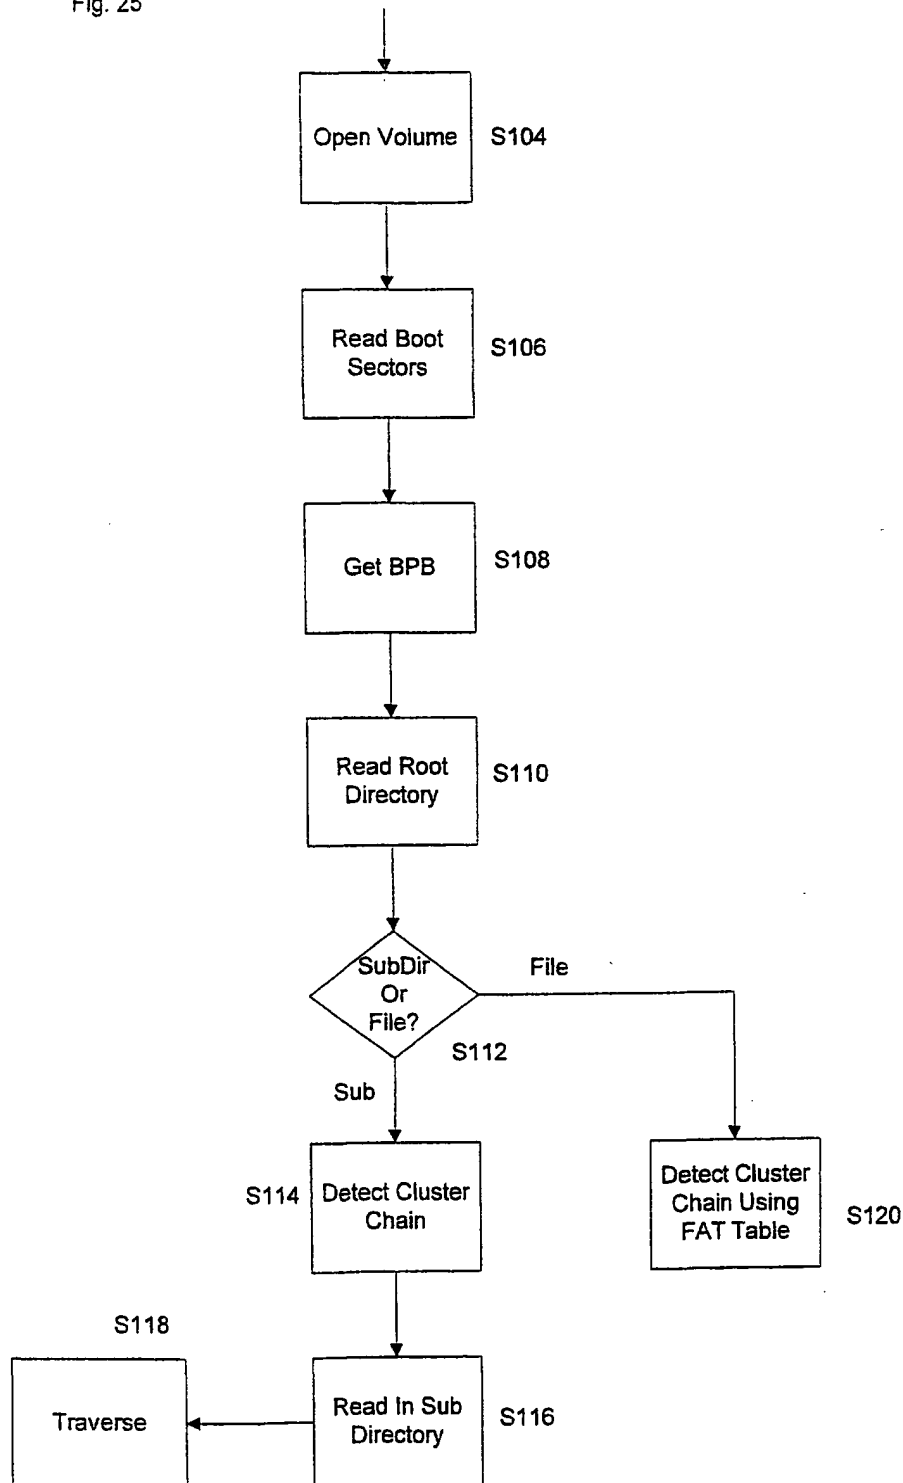 Fig. 25
Open Volume
S104
Read Boot
Sectors
S106
Get BPB
S108
Read Root
Directory
S110
SubDir
Or
File?
File
S112
Sub
S114
Detect Cluster
Chain
Detect Cluster
Chain Using
FAT Table
S120
S118
Traverse
Read In Sub
Directory
S116